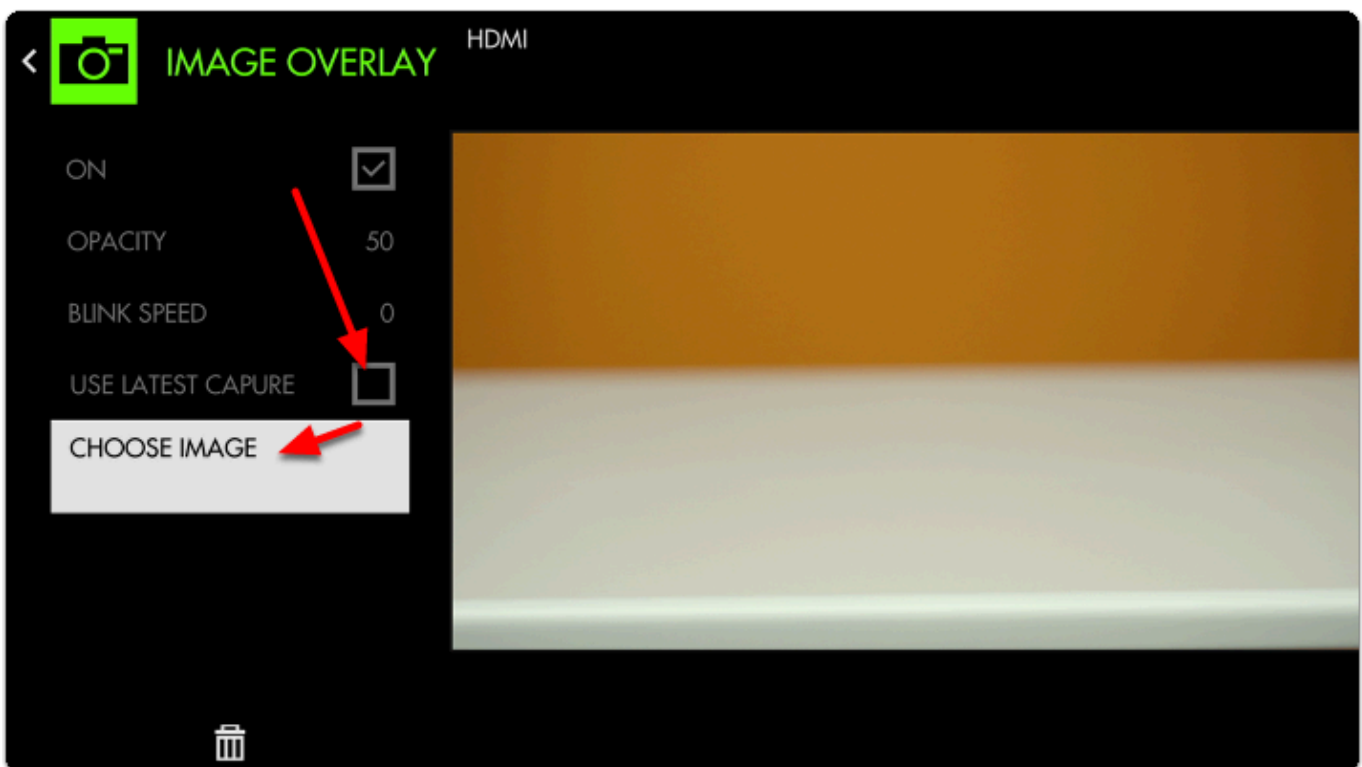 IMAGE OVERLAY
HDMI
ON
OPACITY 50
BLINK SPEED 0
USE LATEST CAPURE
CHOOSE IMAGE